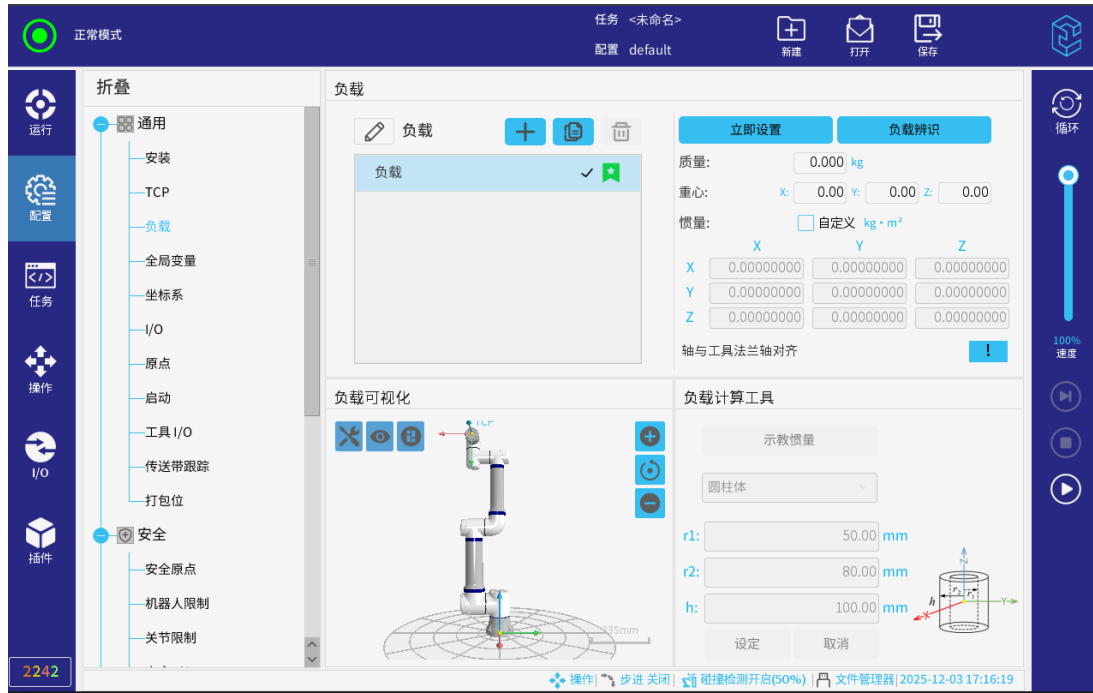 正常模式
任务 <未命名>
配置 default
新建
打开
保存
运行
配置
任务
操作
I/O
插件
2242
折叠
通用
安装
TCP
负载
全局变量
坐标系
I/O
原点
启动
工具 I/O
传送带跟踪
打包位
安全
安全原点
机器人限制
关节限制
负载
负载
负载
立即设置
负载辨识
质量: 0.000 kg
重心: X: 0.00 Y: 0.00 Z: 0.00
惯量: 自定义 kg·m²
X Y Z
X 0.00000000 0.00000000 0.00000000
Y 0.00000000 0.00000000 0.00000000
Z 0.00000000 0.00000000 0.00000000
轴与工具法兰轴对齐 !
负载可视化
TCP
335mm
负载计算工具
示教惯量
圆柱体
r1: 50.00 mm
r2: 80.00 mm
h: 100.00 mm
设定 取消
Z
h r₂ r₁ Y
X
循环
100%
速度
操作| 步进 关闭| 碰撞检测开启(50%) | 文件管理器| 2025-12-03 17:16:19